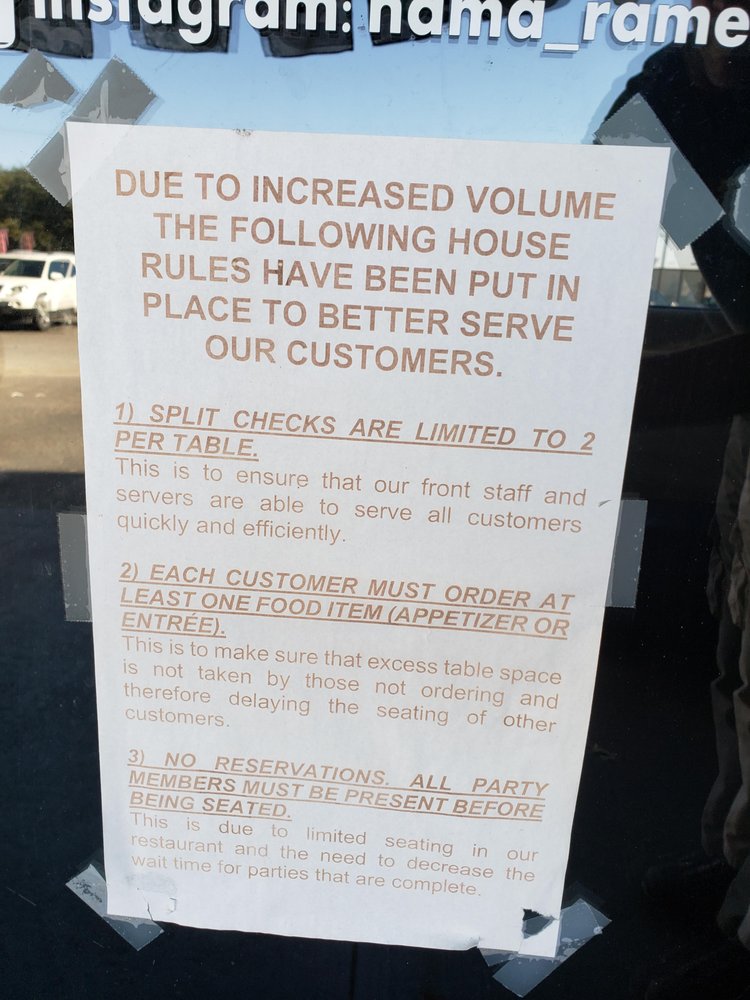 instagram: nama_rame
DUE TO INCREASED VOLUME
THE FOLLOWING HOUSE
RULES HAVE BEEN PUT IN
PLACE TO BETTER SERVE
OUR CUSTOMERS.
1) SPLIT CHECKS ARE LIMITED TO 2
PER TABLE.
This is to ensure that our front staff and
servers are able to serve all customers
quickly and efficiently.
2) EACH CUSTOMER MUST ORDER AT
LEAST ONE FOOD ITEM (APPETIZER OR
ENTRÉE).
This is to make sure that excess table space
is not taken by those not ordering and
therefore delaying the seating of other
customers.
3) NO RESERVATIONS. ALL PARTY
MEMBERS MUST BE PRESENT BEFORE
BEING SEATED.
This is due to limited seating in our
restaurant and the need to decrease the
wait time for parties that are complete.